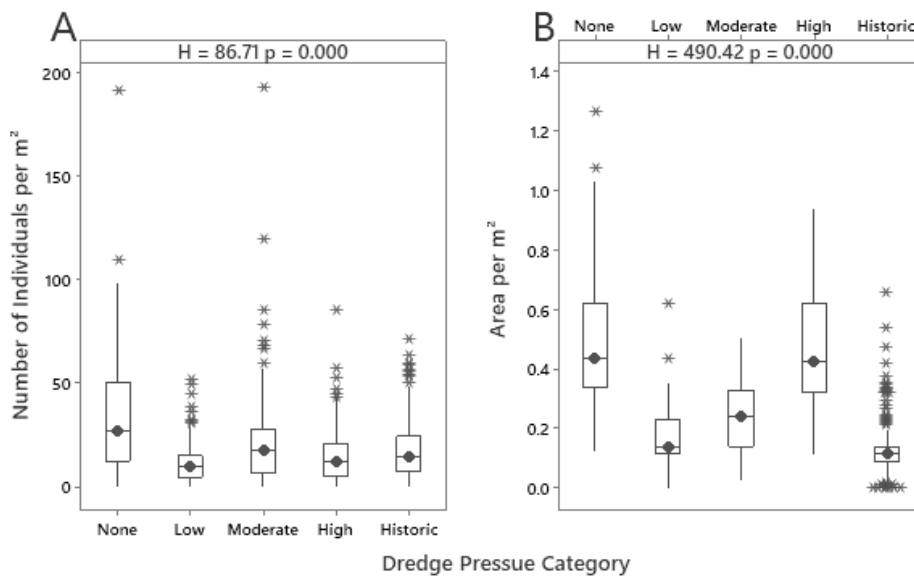 A
H = 86.71 p = 0.000
Number of Individuals per m²
200
150
100
50
0
None Low Moderate High Historic
B
None Low Moderate High Historic
H = 490.42 p = 0.000
Area per m²
1.4
1.2
1.0
0.8
0.6
0.4
0.2
0.0
Dredge Pressue Category